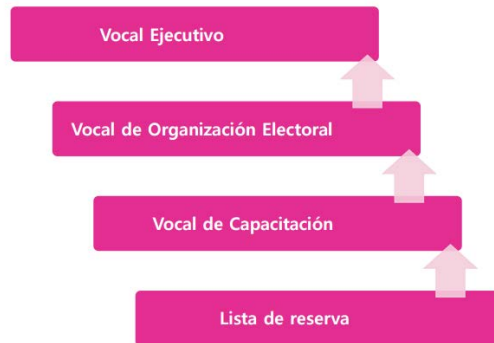 Vocal Ejecutivo
Vocal de Organización Electoral
Vocal de Capacitación
Lista de reserva